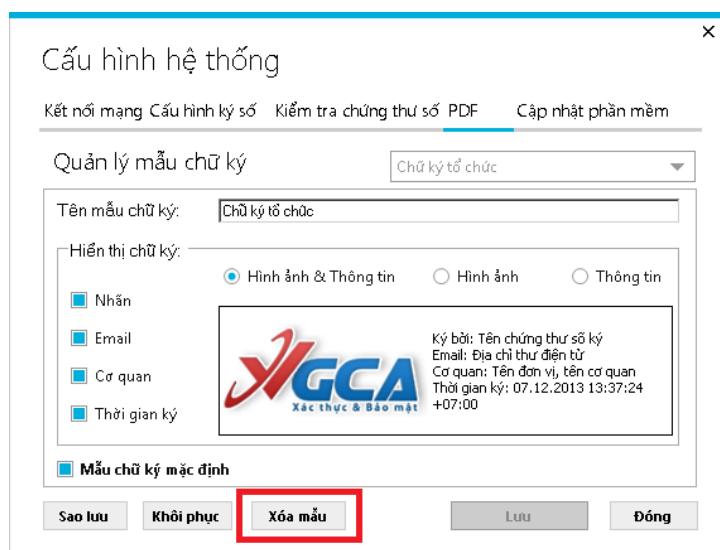 Cấu hình hệ thống
Kết nối mạng Cấu hình ký số Kiểm tra chứng thư số PDF Cập nhật phần mềm
Quản lý mẫu chữ ký Chữ ký tổ chức
Tên mẫu chữ ký: Chữ ký tổ chức
Hiển thị chữ ký:
Hình ảnh & Thông tin Hình ảnh Thông tin
Nhãn
Email
Cơ quan
Thời gian ký
VGCA
Xác thực & Bảo mật
Ký bởi: Tên chứng thư số ký
Email: Địa chỉ thư điện tử
Cơ quan: Tên đơn vị, tên cơ quan
Thời gian ký: 07.12.2013 13:37:24
+07:00
Mẫu chữ ký mặc định
Sao lưu Khôi phục Xóa mẫu Lưu Đóng